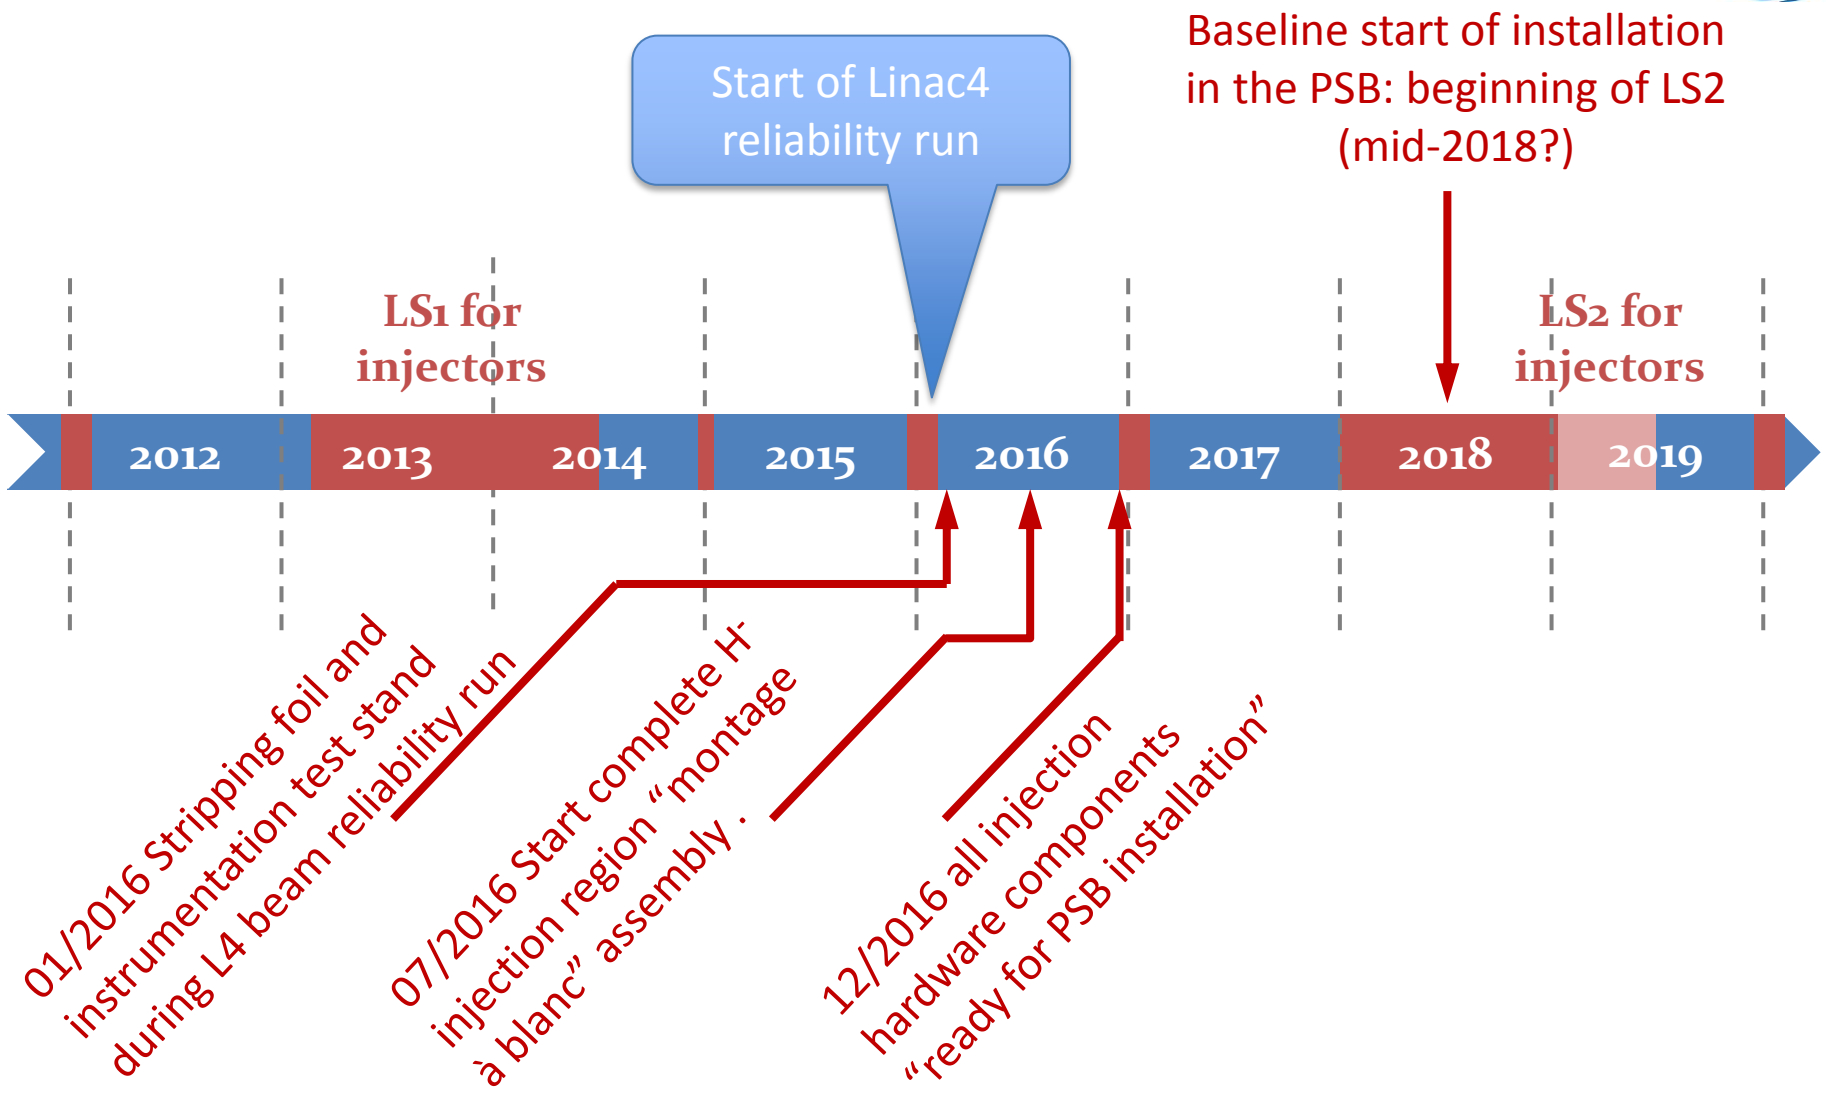 Baseline start of installation
in the PSB: beginning of LS2
(mid-2018?)
Start of Linac4
reliability run
LS1 for
injectors
LS2 for
injectors
2012
2013
2014
2015
2016
2017
2018
2019
01/2016 Stripping foil and
instrumentation test stand
during L4 beam reliability run
07/2016 Start complete H-
injection region “montage
à blanc” assembly .
12/2016 all injection
hardware components
“ready for PSB installation”